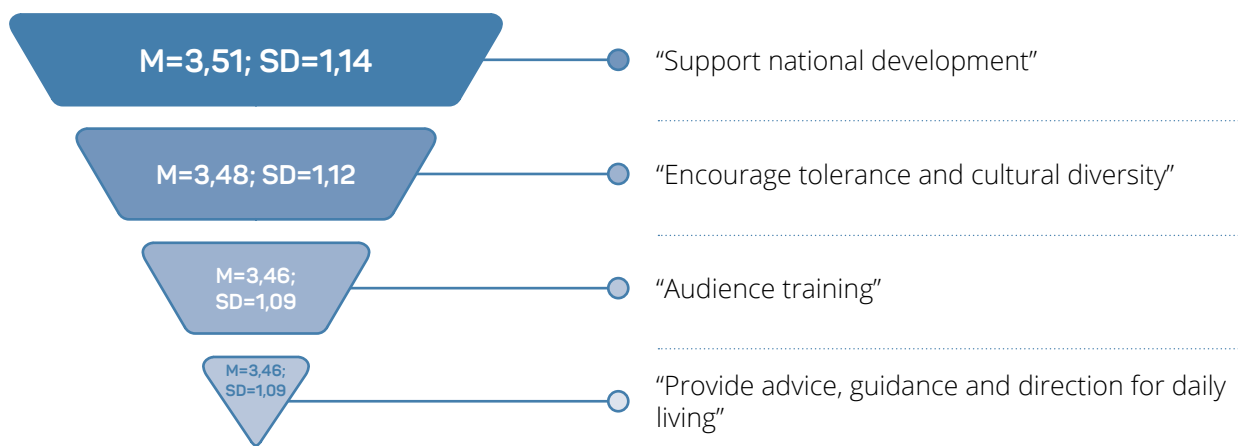 M=3,51; SD=1,14
“Support national development”
M=3,48; SD=1,12
“Encourage tolerance and cultural diversity”
M=3,46;
SD=1,09
“Audience training”
M=3,46;
SD=1,09
“Provide advice, guidance and direction for daily
living”